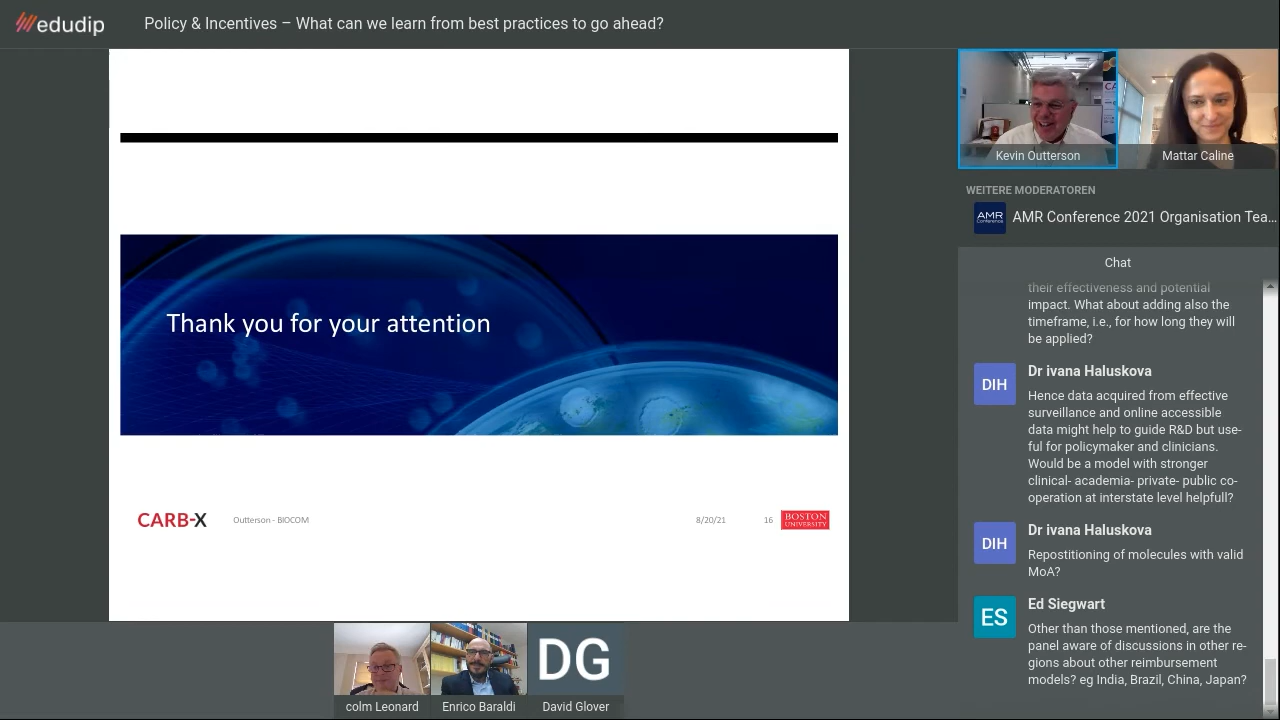 edudip
Policy & Incentives – What can we learn from best practices to go ahead?
Thank you for your attention
CARB-X
Outterson - BIOCOM
8/20/21
16
BOSTON
UNIVERSITY
Kevin Outterson
Mattar Caline
WEITERE MODERATOREN
AMR
Conference
AMR Conference 2021 Organisation Tea...
Chat
their effectiveness and potential
impact. What about adding also the
timeframe, i.e., for how long they will
be applied?
DIH
Dr ivana Haluskova
Hence data acquired from effective
surveillance and online accessible
data might help to guide R&D but use-
ful for policymaker and clinicians.
Would be a model with stronger
clinical- academia- private- public co-
operation at interstate level helpfull?
DIH
Dr ivana Haluskova
Repostitioning of molecules with valid
MoA?
ES
Ed Siegwart
Other than those mentioned, are the
panel aware of discussions in other re-
gions about other reimbursement
models? eg India, Brazil, China, Japan?
DG
colm Leonard
Enrico Baraldi
David Glover